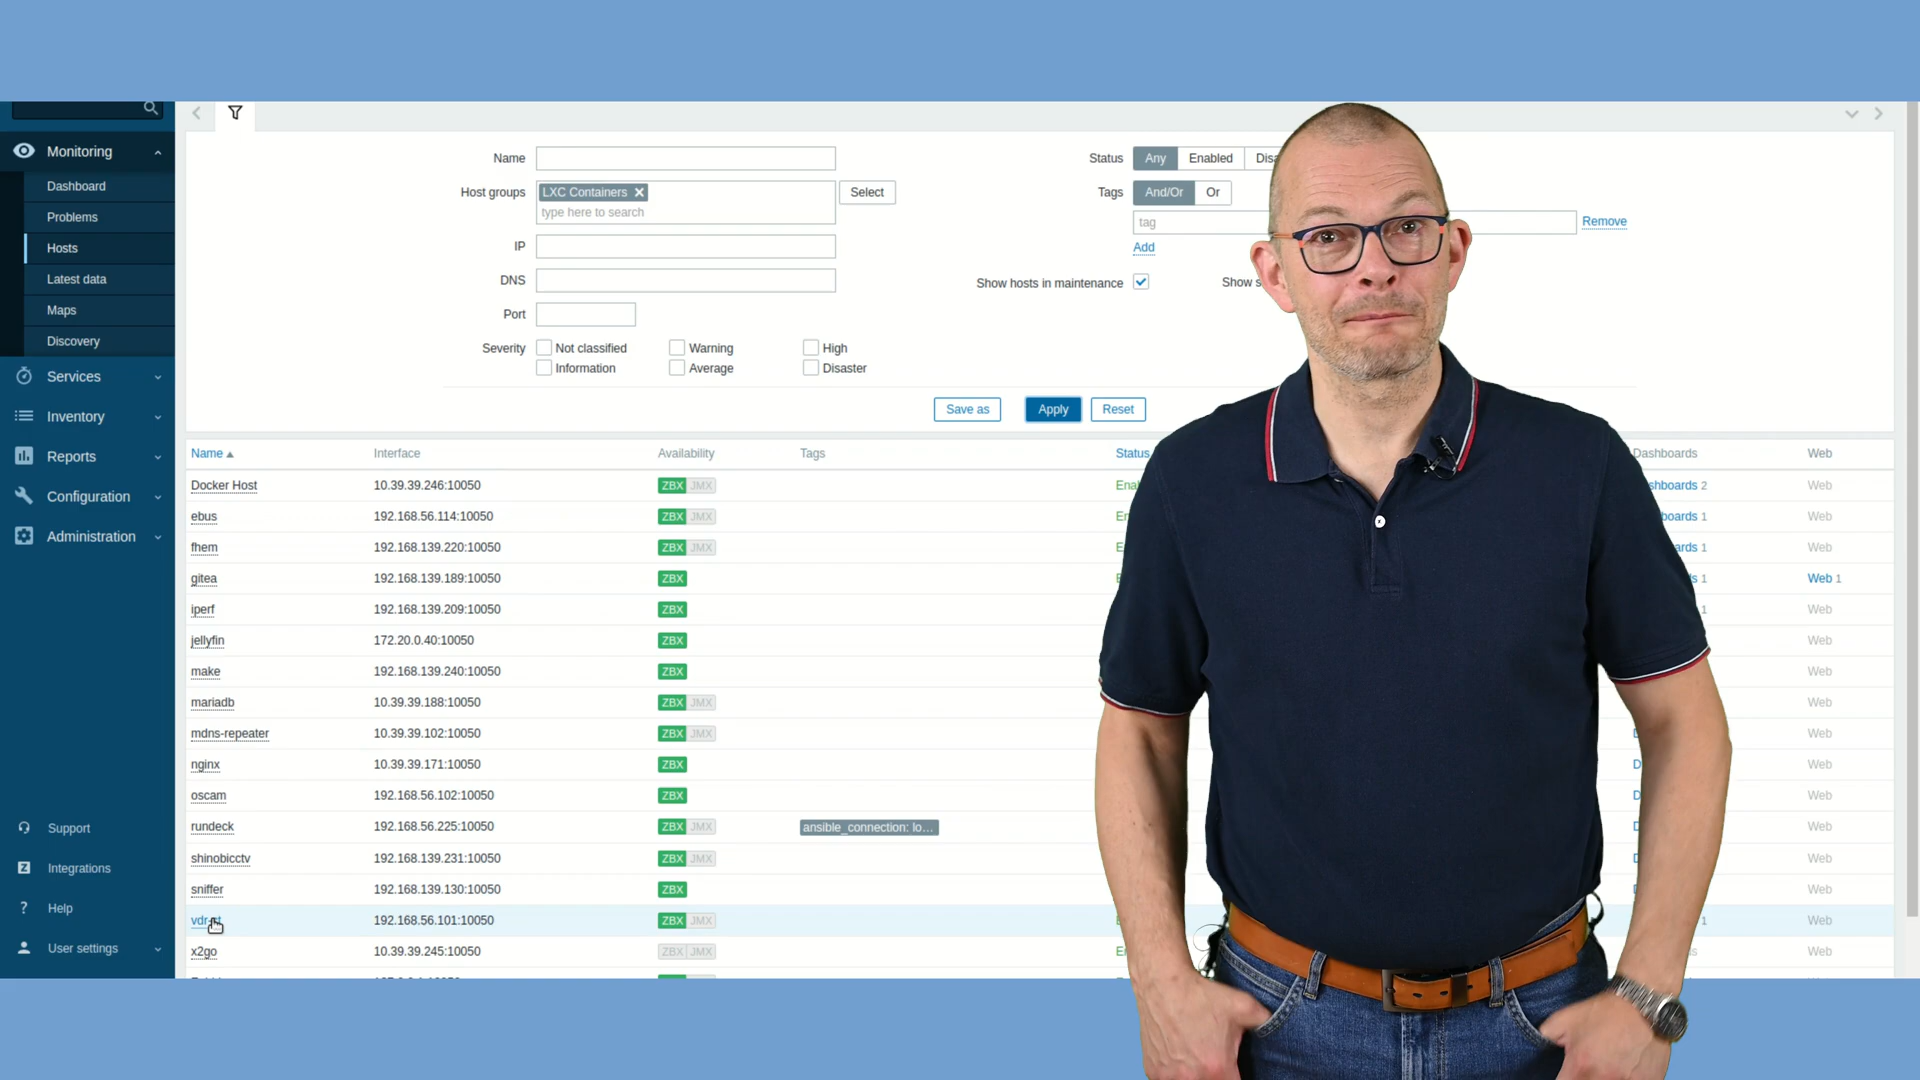 Monitoring
Dashboard
Problems
Hosts
Latest data
Maps
Discovery
Services
Inventory
Reports
Configuration
Administration
Support
Integrations
Help
User settings
Name
Host groups LXC Containers Select
type here to search
IP
DNS
Port
Severity Not classified Warning High
Information Average Disaster
Status Any Enabled
Tags And/Or Or
tag Remove
Add
Show hosts in maintenance Show
Save as Apply Reset
Name Interface Availability Tags Status Dashboards Web
Docker Host 10.39.39.246:10050 ZBX JMX 2 Web
ebus 192.168.56.114:10050 ZBX JMX 1 Web
fhem 192.168.139.220:10050 ZBX JMX 1 Web
gitea 192.168.139.189:10050 ZBX 1 Web 1
iperf 192.168.139.209:10050 ZBX 1 Web
jellyfin 172.20.0.40:10050 ZBX Web
make 192.168.139.240:10050 ZBX Web
mariadb 10.39.39.188:10050 ZBX JMX Web
mdns-repeater 10.39.39.102:10050 ZBX JMX Web
nginx 10.39.39.171:10050 ZBX Web
oscam 192.168.56.102:10050 ZBX Web
rundeck 192.168.56.225:10050 ZBX JMX ansible_connection: lo... Web
shinobicctv 192.168.139.231:10050 ZBX JMX Web
sniffer 192.168.139.130:10050 ZBX Web
192.168.56.101:10050 ZBX JMX 1 Web
x2go 10.39.39.245:10050 ZBX JMX Web